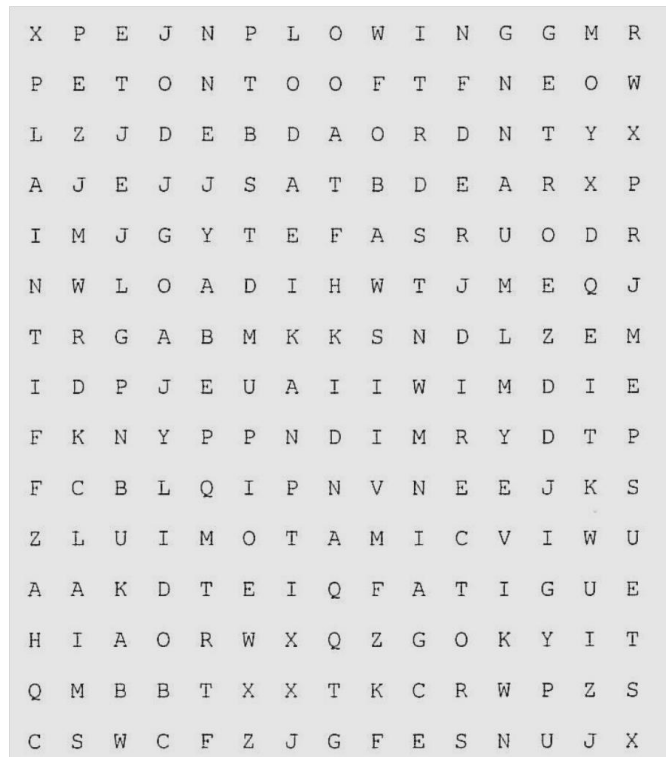 X P E J N P L O W I N G G M R
P E T O N T O O F T F N E O W
L Z J D E B D A O R D N T Y X
A J E J J S A T B D E A R X P
I M J G Y T E F A S R U O D R
N W L O A D I H W T J M E Q J
T R G A B M K K S N D L Z E M
I D P J E U A I I W I M D I E
F K N Y P P N D I M R Y D T P
F C B L Q I P N V N E E J K S
Z L U I M O T A M I C V I W U
A A K D T E I Q F A T I G U E
H I A O R W X Q Z G O K Y I T
Q M B B T X X T K C R W P Z S
C S W C F Z J G F E S N U J X